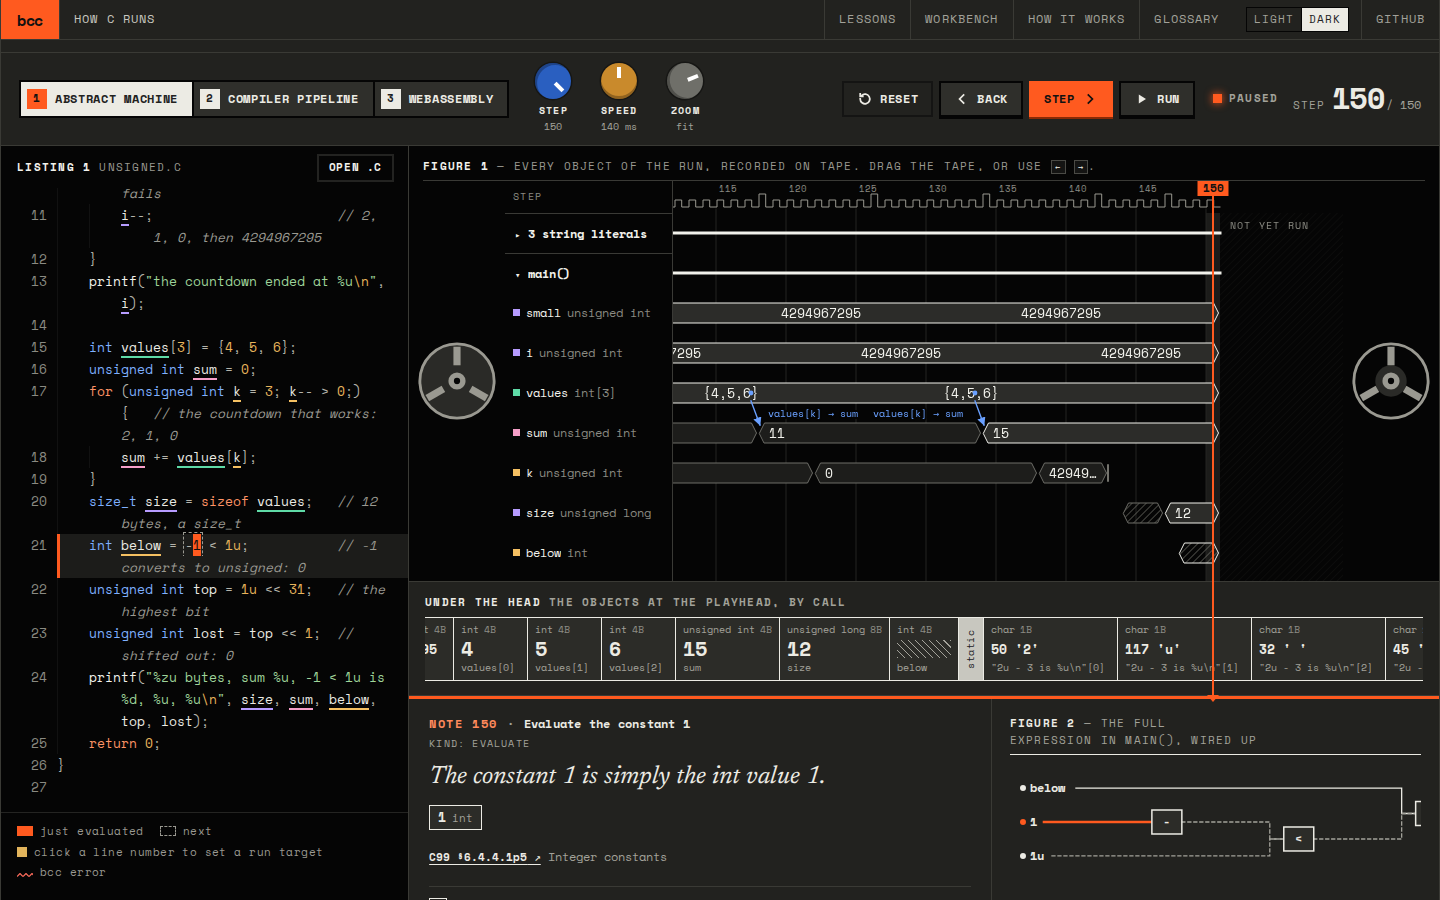 bcc HOW C RUNS LESSONS WORKBENCH HOW IT WORKS GLOSSARY LIGHT DARK GITHUB
1 ABSTRACT MACHINE 2 COMPILER PIPELINE 3 WEBASSEMBLY
STEP SPEED ZOOM
150 140 ms fit
RESET BACK STEP RUN PAUSED STEP 150 / 150
LISTING 1 UNSIGNED.C OPEN .C
fails
11 i--; // 2,
1, 0, then 4294967295
12 }
13 printf("the countdown ended at %u\n",
i);
14
15 int values[3] = {4, 5, 6};
16 unsigned int sum = 0;
17 for (unsigned int k = 3; k-- > 0;)
{ // the countdown that works:
2, 1, 0
18 sum += values[k];
19 }
20 size_t size = sizeof values; // 12
bytes, a size_t
21 int below = -1 < 1u; // -1
converts to unsigned: 0
22 unsigned int top = 1u << 31; // the
highest bit
23 unsigned int lost = top << 1; //
shifted out: 0
24 printf("%zu bytes, sum %u, -1 < 1u is
%d, %u, %u\n", size, sum, below,
top, lost);
25 return 0;
26 }
27
just evaluated next
click a line number to set a run target
bcc error
FIGURE 1 — EVERY OBJECT OF THE RUN, RECORDED ON TAPE. DRAG THE TAPE, OR USE ← → .
STEP 115 120 125 130 135 140 145 150
▸ 3 string literals NOT YET RUN
▾ main()
small unsigned int 4294967295 4294967295
i unsigned int 7295 4294967295 4294967295
values int[3] {4,5,6} {4,5,6}
values[k] → sum values[k] → sum
sum unsigned int 11 15
k unsigned int 0 42949…
size unsigned long 12
below int
UNDER THE HEAD THE OBJECTS AT THE PLAYHEAD, BY CALL
t 4B int 4B int 4B int 4B unsigned int 4B unsigned long 8B int 4B static char 1B char 1B char 1B char
95 4 5 6 15 12 50 '2' 117 'u' 32 ' ' 45 '
values[0] values[1] values[2] sum size below "2u - 3 is %u\n"[0] "2u - 3 is %u\n"[1] "2u - 3 is %u\n"[2] "2u -
NOTE 150 · Evaluate the constant 1
KIND: EVALUATE
The constant 1 is simply the int value 1.
1 int
C99 §6.4.4.1p5 ↗ Integer constants
FIGURE 2 — THE FULL
EXPRESSION IN MAIN(), WIRED UP
below
1 -
<
1u